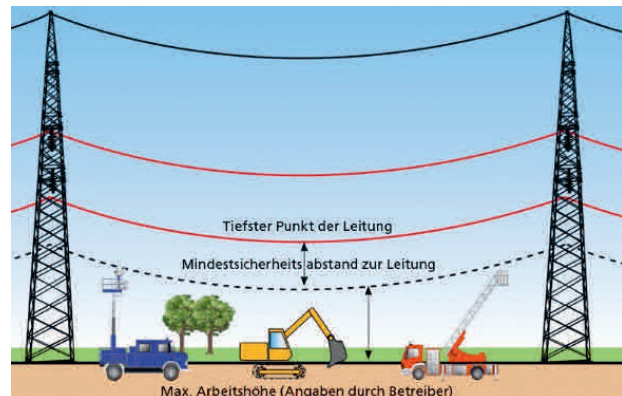 Tiefster Punkt der Leitung
Mindestsicherheits abstand zur Leitung
Max. Arbeitshöhe (Angaben durch Betreiber)